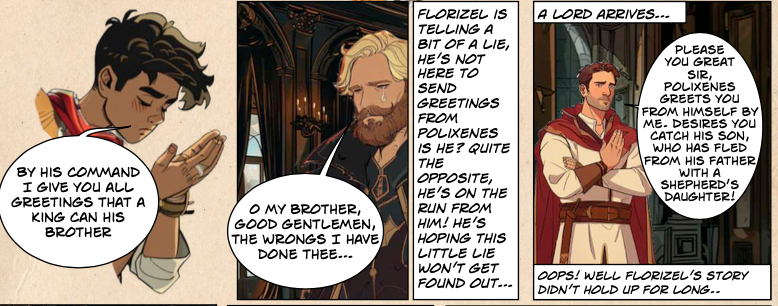 BY HIS COMMAND
I GIVE YOU ALL
GREETINGS THAT A
KING CAN HIS
BROTHER
O MY BROTHER,
GOOD GENTLEMEN,
THE WRONGS I HAVE
DONE THEE...
FLORIZEL IS
TELLING A
BIT OF A LIE,
HE'S NOT
HERE TO
SEND
GREETINGS
FROM
POLIXENES
IS HE? QUITE
THE
OPPOSITE,
HE'S ON THE
RUN FROM
HIM! HE'S
HOPING THIS
LITTLE LIE
WON'T GET
FOUND OUT...
A LORD ARRIVES...
PLEASE
YOU GREAT
SIR,
POLIXENES
GREETS YOU
FROM HIMSELF BY
ME. DESIRES YOU
CATCH HIS SON,
WHO HAS FLED
FROM HIS FATHER
WITH A
SHEPHERD'S
DAUGHTER!
OOPS! WELL FLORIZEL'S STORY
DIDN'T HOLD UP FOR LONG..